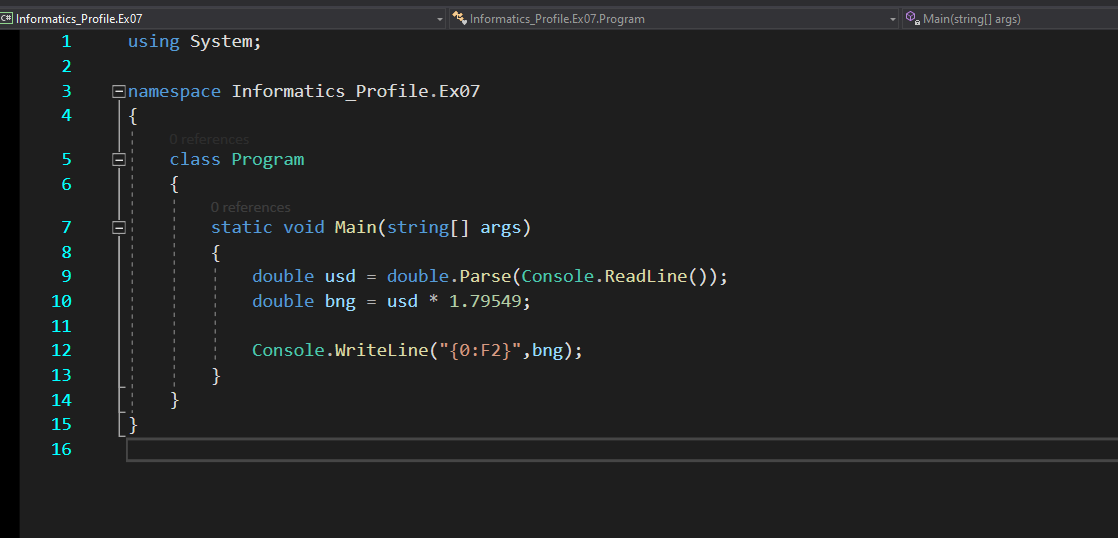 C# Informatics_Profile.Ex07 Informatics_Profile.Ex07.Program Main(string[] args)
1 using System;
2
3 namespace Informatics_Profile.Ex07
4 {
0 references
5 class Program
6 {
0 references
7 static void Main(string[] args)
8 {
9 double usd = double.Parse(Console.ReadLine());
10 double bng = usd * 1.79549;
11
12 Console.WriteLine("{0:F2}",bng);
13 }
14 }
15 }
16